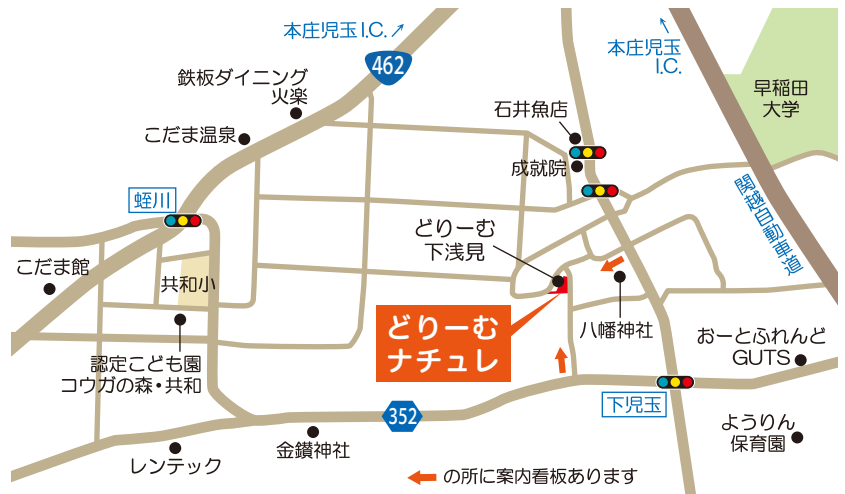 本庄児玉I.C.
462
本庄児玉
I.C.
鉄板ダイニング
火楽
早稲田
大学
石井魚店
こだま温泉
成就院
関越自動車道
蛭川
どりーむ
下浅見
こだま館
共和小
八幡神社
どりーむ
ナチュレ
おーとふれんど
GUTS
認定こども園
コウガの森・共和
352
下児玉
ようりん
保育園
金鑚神社
レンテック
の所に案内看板あります